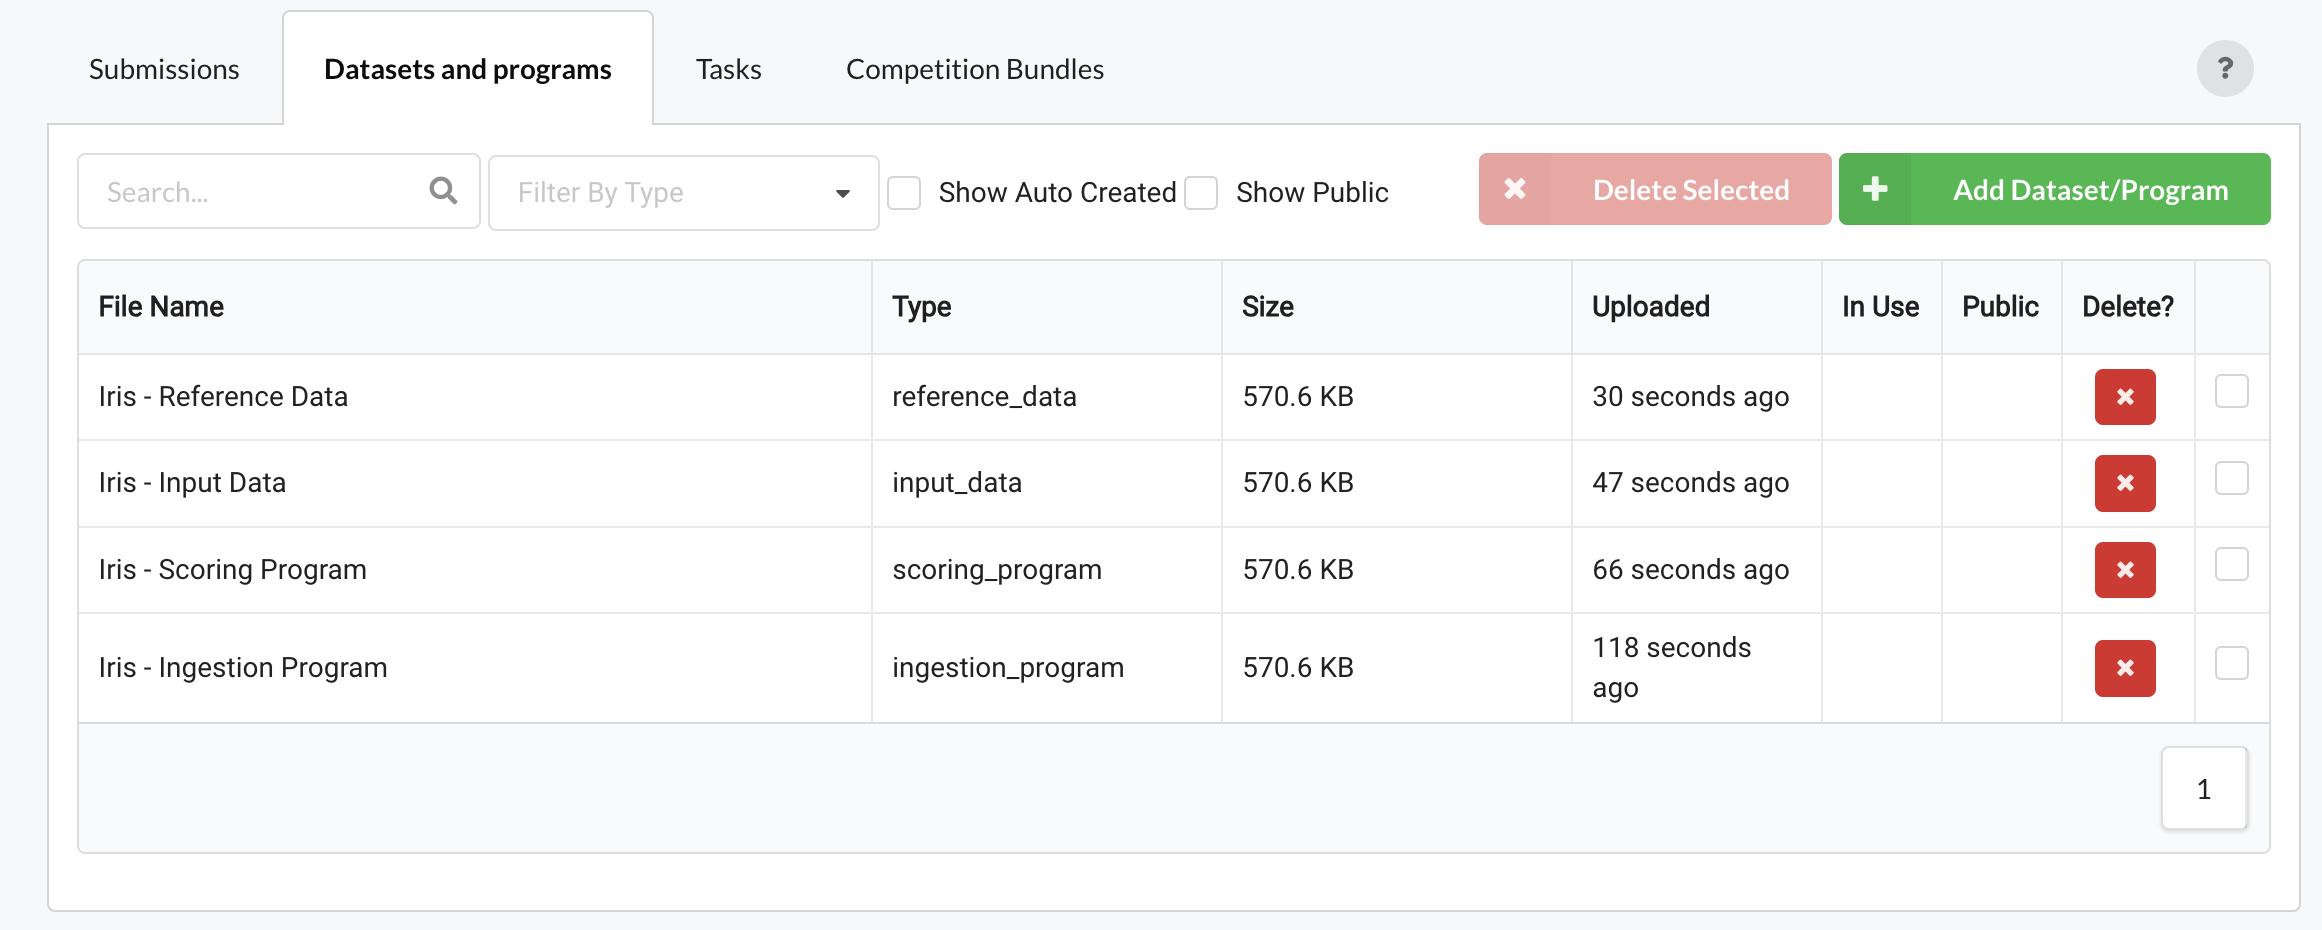 Submissions
Datasets and programs
Tasks
Competition Bundles
?
Search...
Filter By Type
Show Auto Created
Show Public
Delete Selected
Add Dataset/Program
File Name Type Size Uploaded In Use Public Delete?
Iris - Reference Data reference_data 570.6 KB 30 seconds ago
Iris - Input Data input_data 570.6 KB 47 seconds ago
Iris - Scoring Program scoring_program 570.6 KB 66 seconds ago
Iris - Ingestion Program ingestion_program 570.6 KB 118 seconds
ago
1